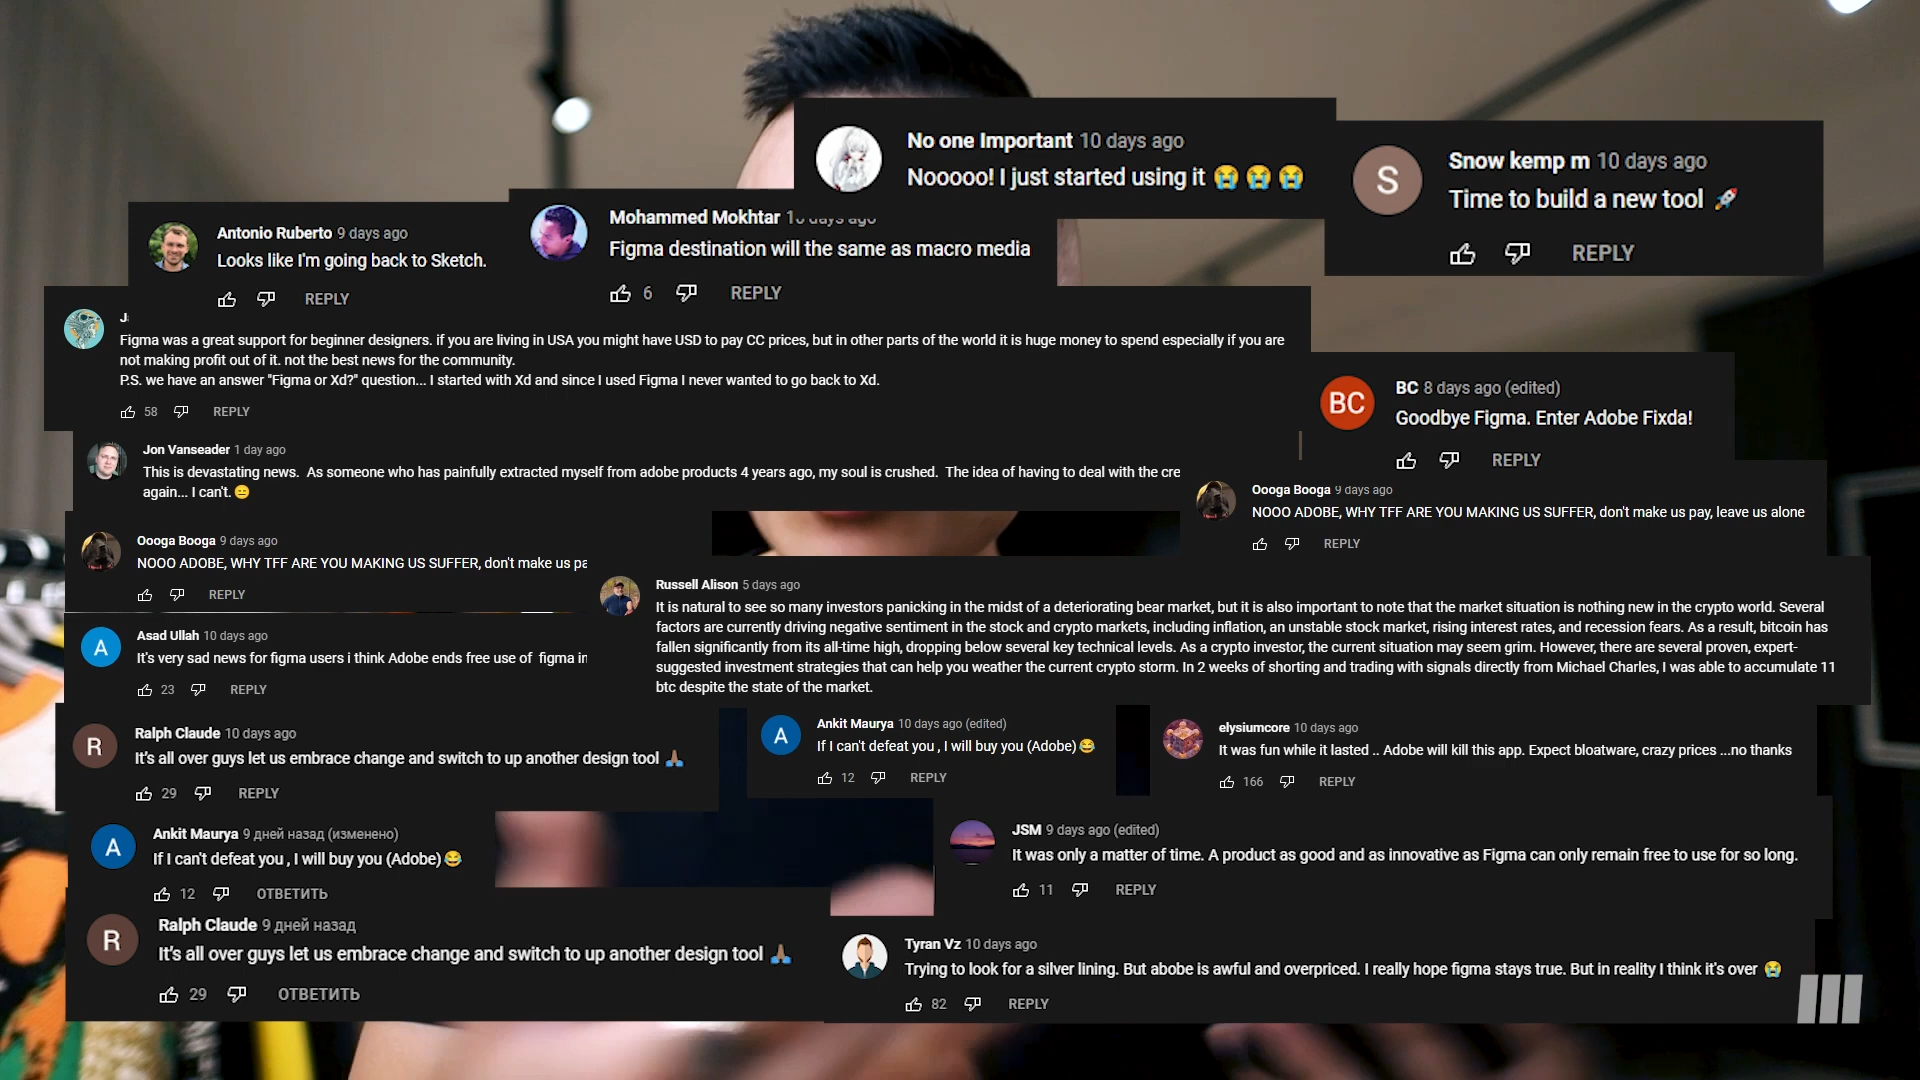 No one Important 10 days ago
Nooooo! I just started using it 😭 😭 😭
Snow kemp m 10 days ago
Time to build a new tool 🚀
REPLY
Antonio Ruberto 9 days ago
Looks like I'm going back to Sketch.
REPLY
Mohammed Mokhtar 10 days ago
Figma destination will the same as macro media
6 REPLY
J
Figma was a great support for beginner designers. if you are living in USA you might have USD to pay CC prices, but in other parts of the world it is huge money to spend especially if you are
not making profit out of it. not the best news for the community.
P.S. we have an answer "Figma or Xd?" question... I started with Xd and since I used Figma I never wanted to go back to Xd.
58 REPLY
BC 8 days ago (edited)
Goodbye Figma. Enter Adobe Fixda!
REPLY
Jon Vanseader 1 day ago
This is devastating news. As someone who has painfully extracted myself from adobe products 4 years ago, my soul is crushed. The idea of having to deal with the cre
again... I can't. 😑
Oooga Booga 9 days ago
NOOO ADOBE, WHY TFF ARE YOU MAKING US SUFFER, don't make us pay, leave us alone
REPLY
Oooga Booga 9 days ago
NOOO ADOBE, WHY TFF ARE YOU MAKING US SUFFER, don't make us pa
REPLY
Russell Alison 5 days ago
It is natural to see so many investors panicking in the midst of a deteriorating bear market, but it is also important to note that the market situation is nothing new in the crypto world. Several
factors are currently driving negative sentiment in the stock and crypto markets, including inflation, an unstable stock market, rising interest rates, and recession fears. As a result, bitcoin has
fallen significantly from its all-time high, dropping below several key technical levels. As a crypto investor, the current situation may seem grim. However, there are several proven, expert-
suggested investment strategies that can help you weather the current crypto storm. In 2 weeks of shorting and trading with signals directly from Michael Charles, I was able to accumulate 11
btc despite the state of the market.
Asad Ullah 10 days ago
It's very sad news for figma users i think Adobe ends free use of figma in
23 REPLY
Ralph Claude 10 days ago
It's all over guys let us embrace change and switch to up another design tool 🙏🏾
29 REPLY
Ankit Maurya 10 days ago (edited)
If I can't defeat you , I will buy you (Adobe) 😂
12 REPLY
elysiumcore 10 days ago
It was fun while it lasted .. Adobe will kill this app. Expect bloatware, crazy prices ...no thanks
166 REPLY
Ankit Maurya 9 дней назад (изменено)
If I can't defeat you , I will buy you (Adobe) 😂
12 ОТВЕТИТЬ
JSM 9 days ago (edited)
It was only a matter of time. A product as good and as innovative as Figma can only remain free to use for so long.
11 REPLY
Ralph Claude 9 дней назад
It's all over guys let us embrace change and switch to up another design tool 🙏🏾
29 ОТВЕТИТЬ
Tyran Vz 10 days ago
Trying to look for a silver lining. But abobe is awful and overpriced. I really hope figma stays true. But in reality I think it's over 😭
82 REPLY